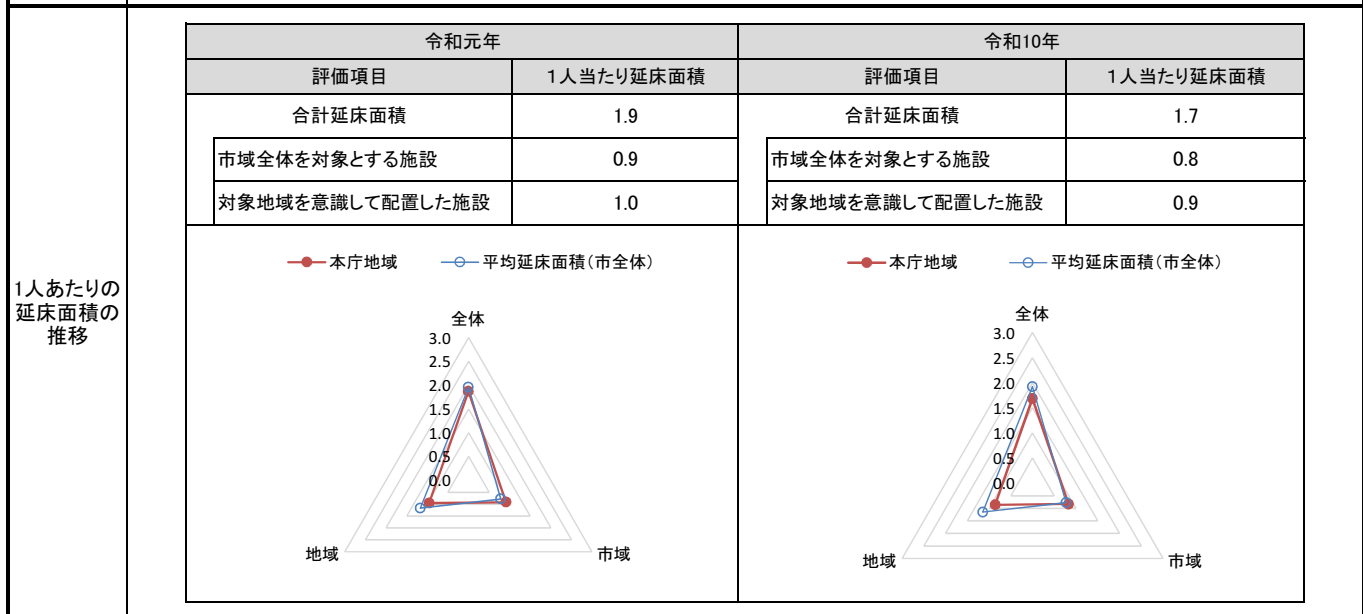 1人あたりの
延床面積の
推移
令和元年
令和10年
評価項目
1人当たり延床面積
評価項目
1人当たり延床面積
合計延床面積
1.9
合計延床面積
1.7
市域全体を対象とする施設
0.9
市域全体を対象とする施設
0.8
対象地域を意識して配置した施設
1.0
対象地域を意識して配置した施設
0.9
本庁地域
平均延床面積(市全体)
全体
3.0
2.5
2.0
1.5
1.0
0.5
0.0
地域
市域
本庁地域
平均延床面積(市全体)
全体
3.0
2.5
2.0
1.5
1.0
0.5
0.0
地域
市域